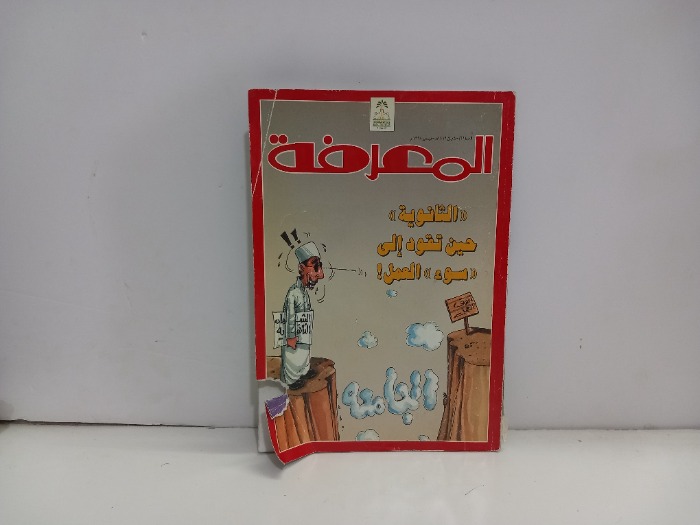 المعرفة
«الثانوية»
حين تقود إلى
«سوء» العمل!
!!
الجامعة